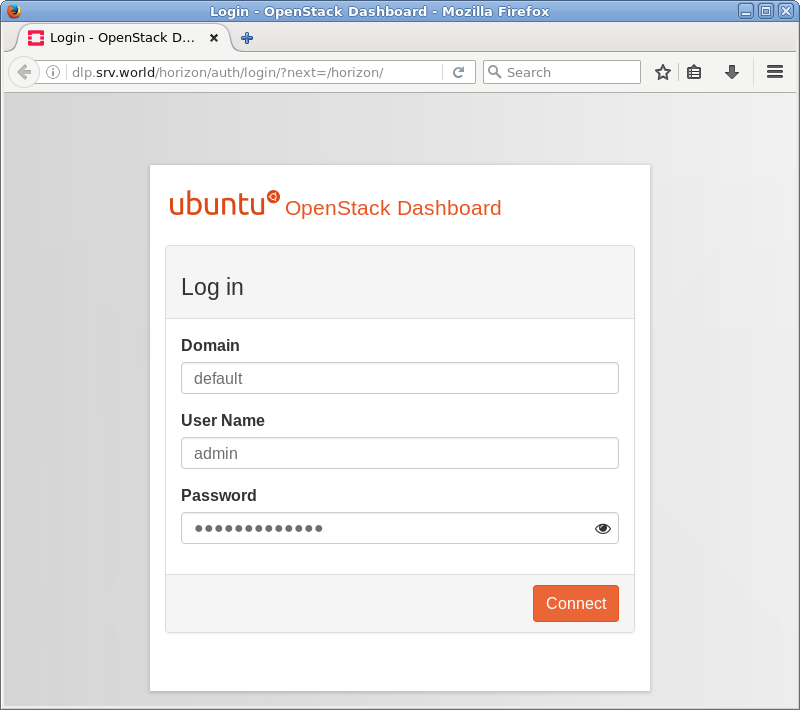 Login - OpenStack Dashboard - Mozilla Firefox
Login - OpenStack D...
dlp.srv.world/horizon/auth/login/?next=/horizon/
Search
ubuntu OpenStack Dashboard
Log in
Domain
default
User Name
admin
Password
●●●●●●●●●●●●●
Connect